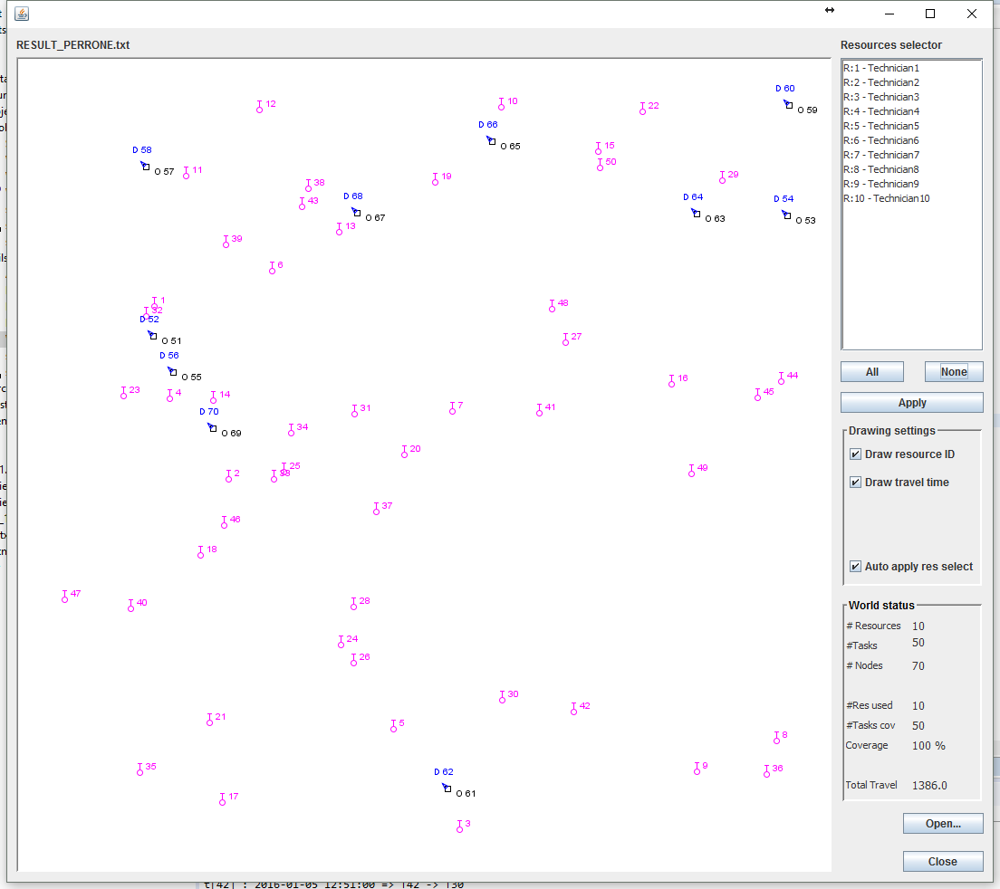 RESULT_PERRONE.txt
T 12
T 10
T 22
D 60
O 59
D 66
O 65
D 58
O 57
T 11
T 15
T 50
T 29
T 19
T 38
T 43
D 68
O 67
T 13
D 64
O 63
D 54
O 53
T 39
T 6
T 1
T 32
D 52
O 51
D 56
O 55
T 48
T 27
T 23
T 4
T 14
T 16
T 44
T 45
D 70
O 69
T 34
T 31
T 7
T 41
T 20
T 2
T 33
T 25
T 49
T 46
T 37
T 18
T 47
T 40
T 28
T 24
T 26
T 30
T 42
T 21
T 5
T 8
T 35
T 9
T 36
D 62
O 61
T 17
T 3
Resources selector
R:1 - Technician1
R:2 - Technician2
R:3 - Technician3
R:4 - Technician4
R:5 - Technician5
R:6 - Technician6
R:7 - Technician7
R:8 - Technician8
R:9 - Technician9
R:10 - Technician10
All None
Apply
Drawing settings
Draw resource ID
Draw travel time
Auto apply res select
World status
# Resources 10
#Tasks 50
# Nodes 70
#Res used 10
#Tasks cov 50
Coverage 100 %
Total Travel 1386.0
Open...
Close
t[42] : 2016-01-05 12:51:00 => T42 -> T30